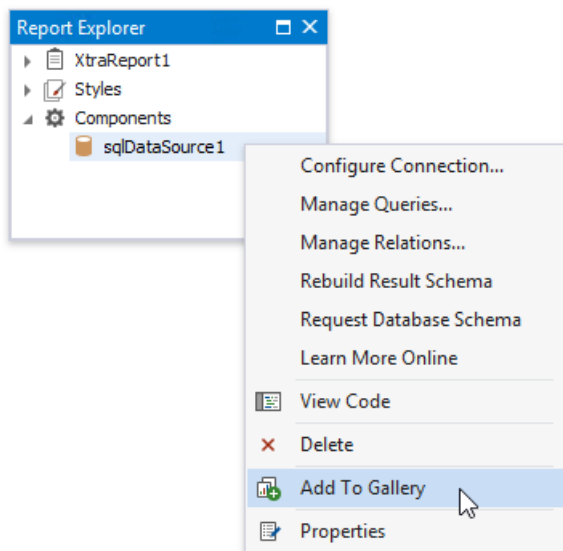 Report Explorer
XtraReport1
Styles
Components
sqlDataSource1
Configure Connection...
Manage Queries...
Manage Relations...
Rebuild Result Schema
Request Database Schema
Learn More Online
View Code
Delete
Add To Gallery
Properties